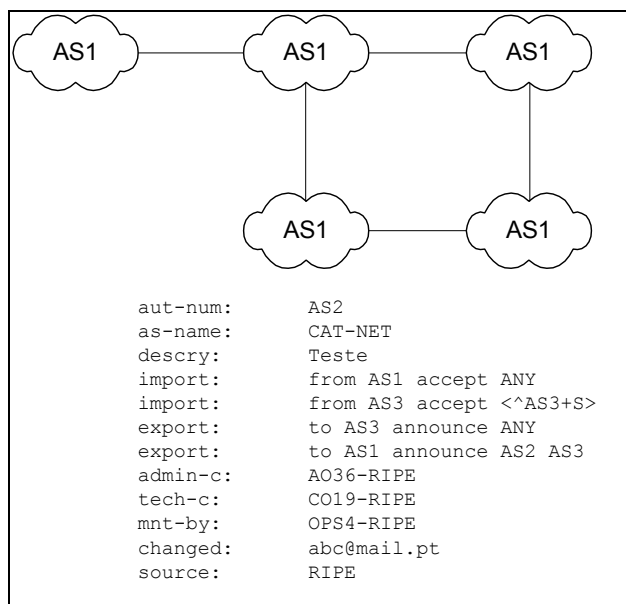 AS1 AS1 AS1
AS1 AS1
aut-num: AS2
as-name: CAT-NET
descry: Teste
import: from AS1 accept ANY
import: from AS3 accept <^AS3+S>
export: to AS3 announce ANY
export: to AS1 announce AS2 AS3
admin-c: AO36-RIPE
tech-c: CO19-RIPE
mnt-by: OPS4-RIPE
changed: abc@mail.pt
source: RIPE